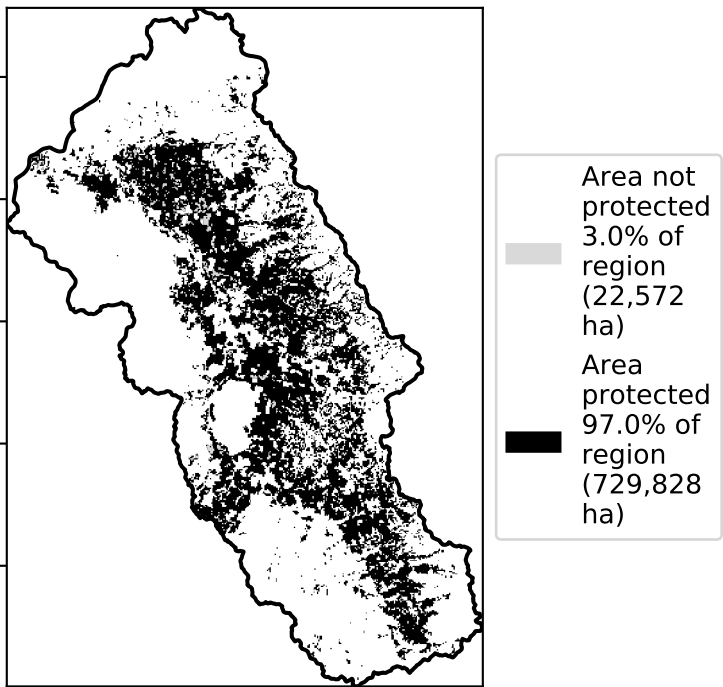 Area not
protected
3.0% of
region
(22,572
ha)
Area
protected
97.0% of
region
(729,828
ha)